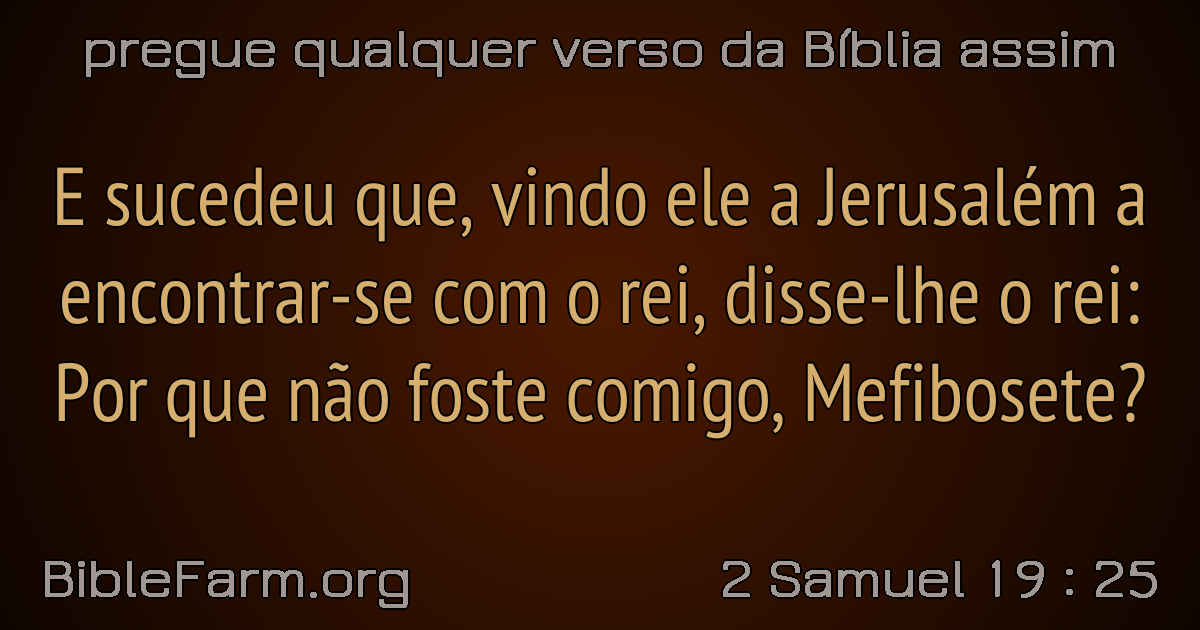 pregue qualquer verso da Bíblia assim
E sucedeu que, vindo ele a Jerusalém a
encontrar-se com o rei, disse-lhe o rei:
Por que não foste comigo, Mefibosete?
BibleFarm.org
2 Samuel 19 : 25